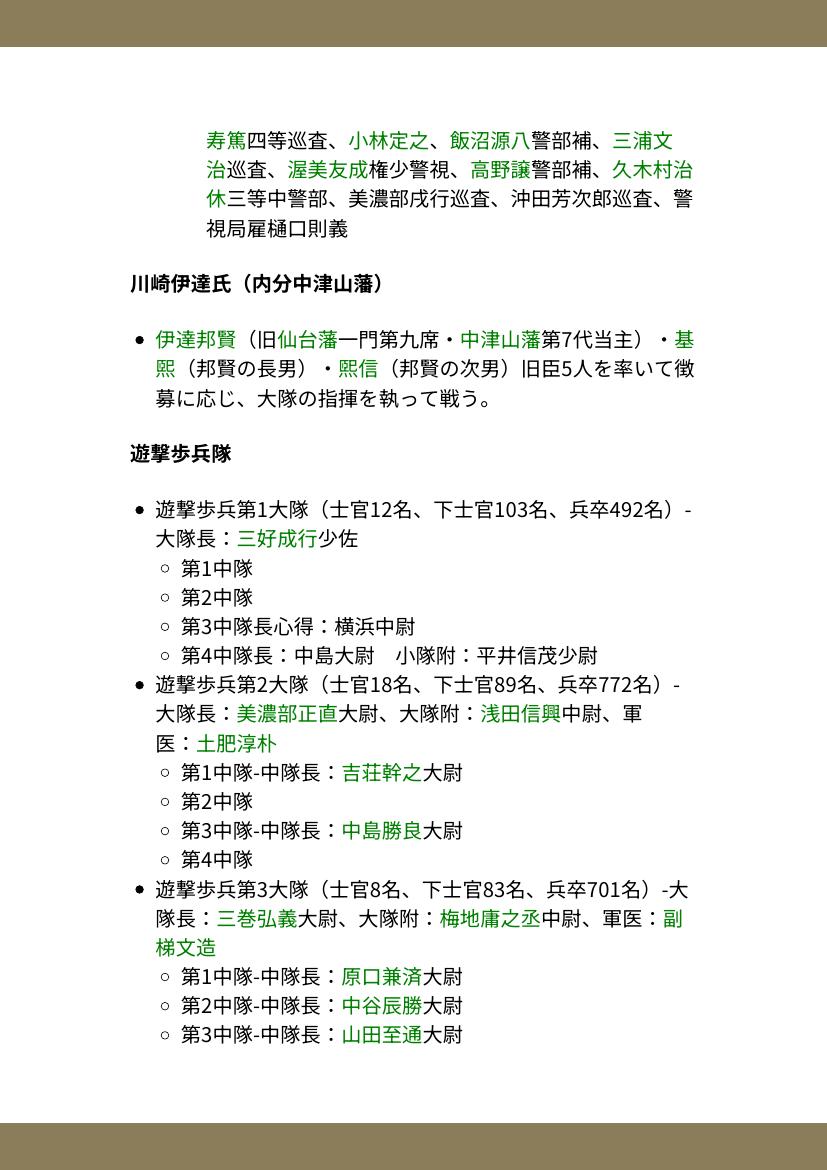 寿篤四等巡査、小林定之、飯沼源八警部補、三浦文
治巡査、渥美友成権少警視、高野譲警部補、久木村治
休三等中警部、美濃部戌行巡査、沖田芳次郎巡査、警
視局雇樋口則義
川崎伊達氏（内分中津山藩）
● 伊達邦賢（旧仙台藩一門第九席・中津山藩第7代当主）・基
熙（邦賢の長男）・熙信（邦賢の次男）旧臣5人を率いて徴
募に応じ、大隊の指揮を執って戦う。
遊撃歩兵隊
● 遊撃歩兵第1大隊（士官12名、下士官103名、兵卒492名）-
大隊長：三好成行少佐
○ 第1中隊
○ 第2中隊
○ 第3中隊長心得：横浜中尉
○ 第4中隊長：中島大尉　小隊附：平井信茂少尉
● 遊撃歩兵第2大隊（士官18名、下士官89名、兵卒772名）-
大隊長：美濃部正直大尉、大隊附：浅田信興中尉、軍
医：土肥淳朴
○ 第1中隊-中隊長：吉荘幹之大尉
○ 第2中隊
○ 第3中隊-中隊長：中島勝良大尉
○ 第4中隊
● 遊撃歩兵第3大隊（士官8名、下士官83名、兵卒701名）-大
隊長：三巻弘義大尉、大隊附：梅地庸之丞中尉、軍医：副
梯文造
○ 第1中隊-中隊長：原口兼済大尉
○ 第2中隊-中隊長：中谷辰勝大尉
○ 第3中隊-中隊長：山田至通大尉